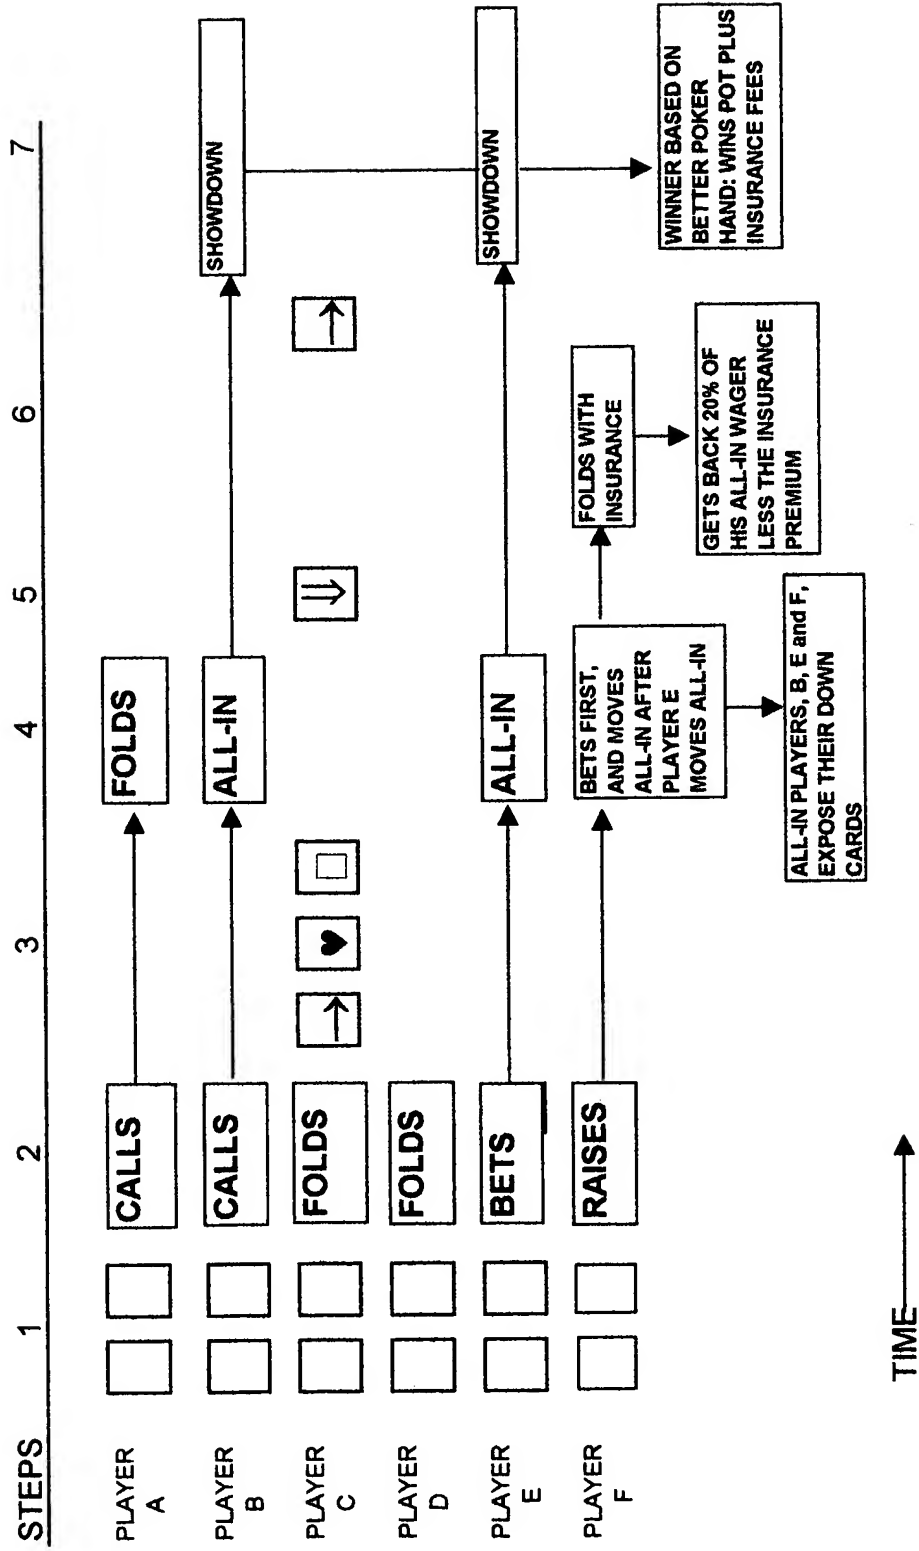 STEPS 1 2 3 4 5 6 7
PLAYER
A
CALLS
FOLDS
PLAYER
B
CALLS
ALL-IN
SHOWDOWN
PLAYER
C
FOLDS
PLAYER
D
FOLDS
PLAYER
E
BETS
ALL-IN
SHOWDOWN
PLAYER
F
RAISES
BETS FIRST,
AND MOVES
ALL-IN AFTER
PLAYER E
MOVES ALL-IN
FOLDS WITH
INSURANCE
WINNER BASED ON
BETTER POKER
HAND: WINS POT PLUS
INSURANCE FEES
GETS BACK 20% OF
HIS ALL-IN WAGER
LESS THE INSURANCE
PREMIUM
ALL-IN PLAYERS, B, E and F,
EXPOSE THEIR DOWN
CARDS
TIME